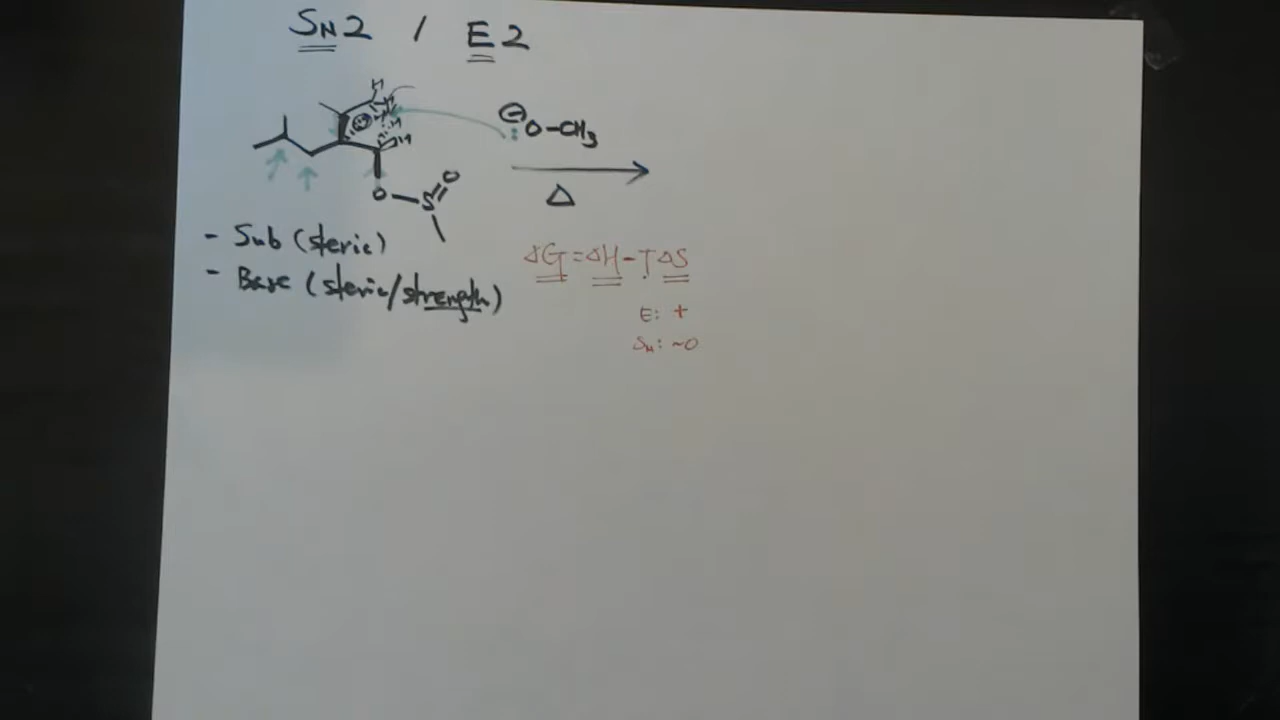 SN2 / E2
H
H
H
H
H
⊖:O-CH3
Δ
O-S=O
- Sub (steric)
- Base (steric/strength)
ΔG=ΔH-TΔS
E: +
SN: ~0